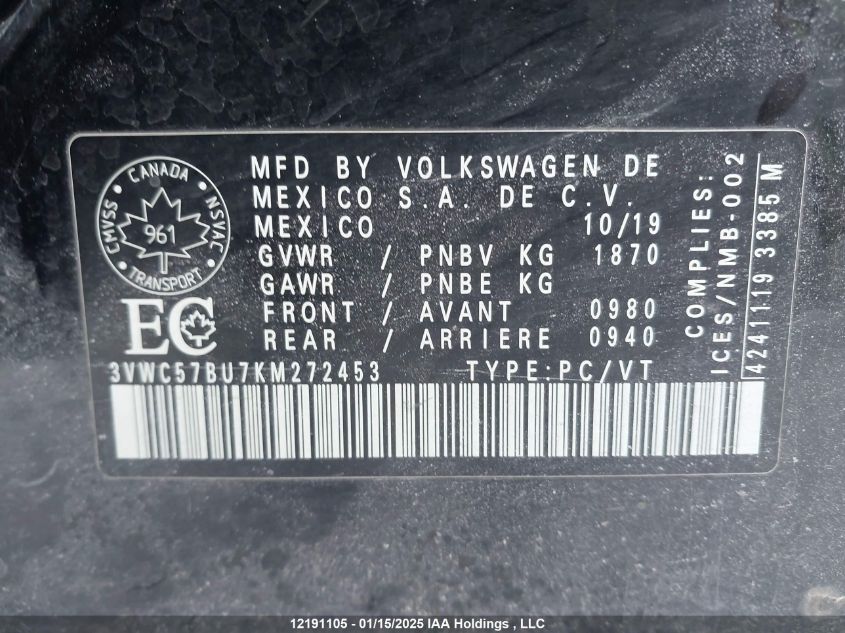 CANADA
CMVSS
NSVAC
961
TRANSPORT
EC
MFD BY VOLKSWAGEN DE
MEXICO S.A. DE C.V.
MEXICO 10/19
GVWR / PNBV KG 1870
GAWR / PNBE KG
FRONT / AVANT 0980
REAR / ARRIERE 0940
3VWC57BU7KM272453 TYPE:PC/VT
COMPLIES:
ICES/NMB-002
4241119 3385 M
12191105 - 01/15/2025 IAA Holdings , LLC